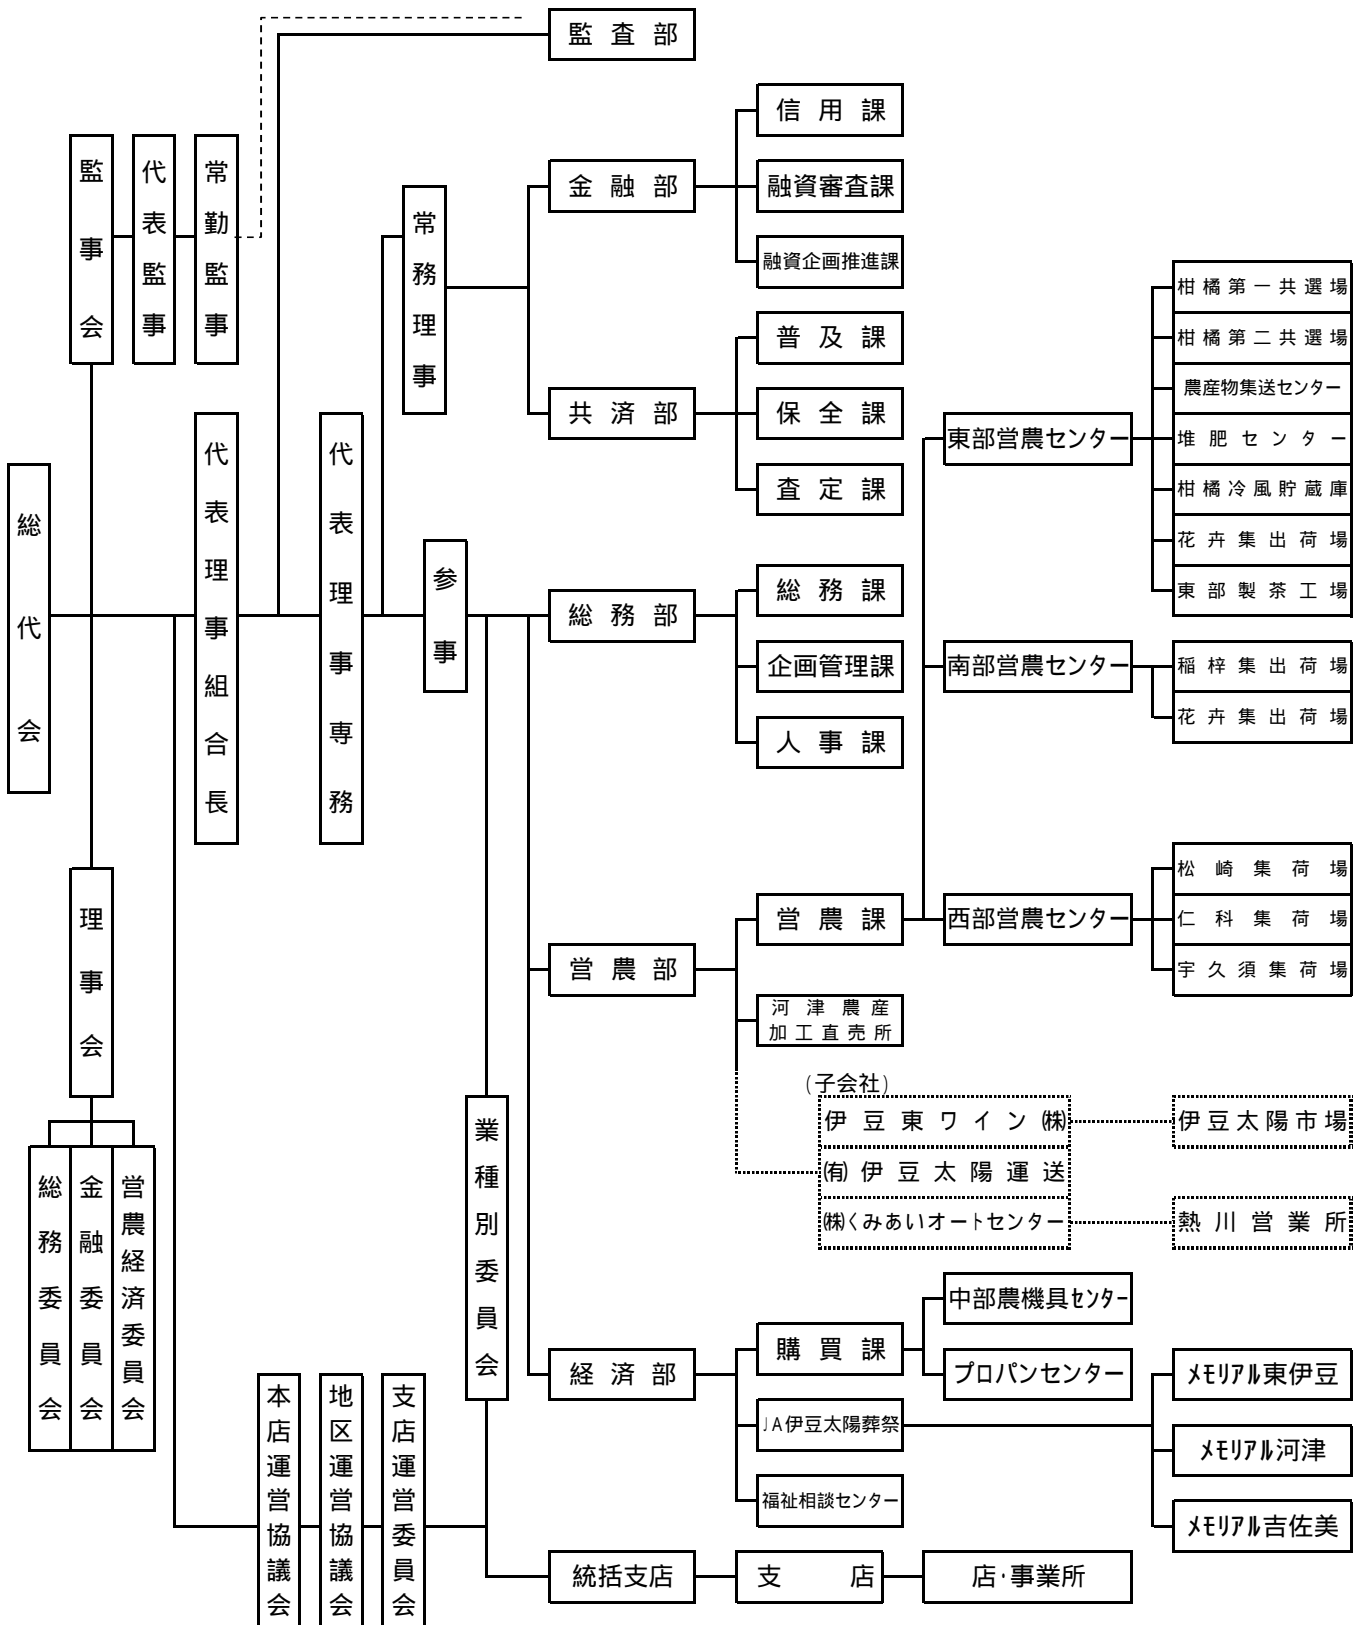 監査部
監事会
代表監事
常勤監事
総代会
代表理事組合長
代表理事専務
常務理事
参事
理事会
総務委員会
金融委員会
営農経済委員会
業種別委員会
本店運営協議会
地区運営協議会
支店運営委員会
金融部
信用課
融資審査課
融資企画推進課
共済部
普及課
保全課
査定課
総務部
総務課
企画管理課
人事課
営農部
営農課
河津農産
加工直売所
東部営農センター
柑橘第一共選場
柑橘第二共選場
農産物集送センター
堆肥センター
柑橘冷風貯蔵庫
花卉集出荷場
東部製茶工場
南部営農センター
稲梓集出荷場
花卉集出荷場
西部営農センター
松崎集荷場
仁科集荷場
宇久須集荷場
(子会社)
伊豆東ワイン㈱
伊豆太陽市場
㈲伊豆太陽運送
㈱くみあいオートセンター
熱川営業所
経済部
購買課
中部農機具ｾﾝﾀｰ
プロパンセンター
JA伊豆太陽葬祭
ﾒﾓﾘｱﾙ東伊豆
ﾒﾓﾘｱﾙ河津
ﾒﾓﾘｱﾙ吉佐美
福祉相談センター
統括支店
支店
店・事業所